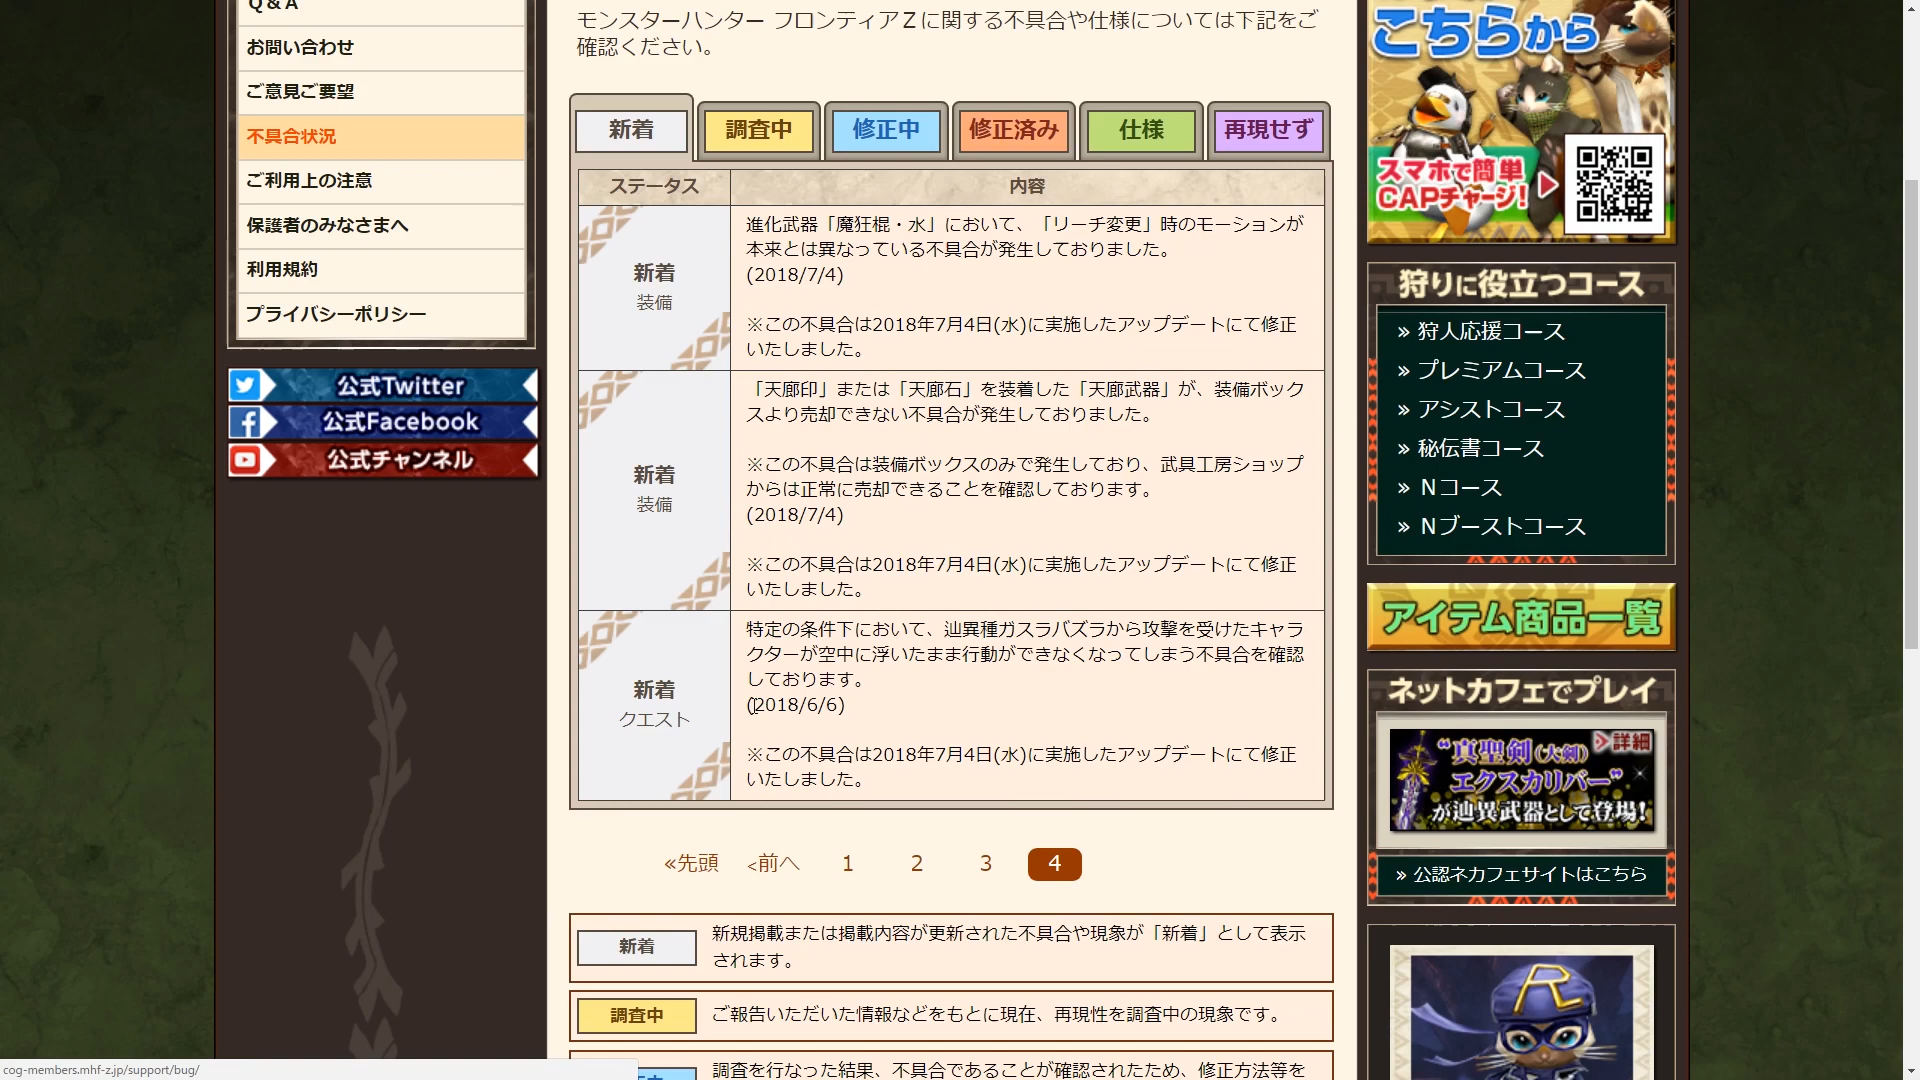 Q & A
お問い合わせ
ご意見ご要望
不具合状況
ご利用上の注意
保護者のみなさまへ
利用規約
プライバシーポリシー
公式Twitter
公式Facebook
公式チャンネル
モンスターハンター フロンティアＺに関する不具合や仕様については下記をご
確認ください。
新着
調査中
修正中
修正済み
仕様
再現せず
ステータス
内容
新着
装備
進化武器「魔狂棍・水」において、「リーチ変更」時のモーションが
本来とは異なっている不具合が発生しておりました。
(2018/7/4)
※この不具合は2018年7月4日(水)に実施したアップデートにて修正
いたしました。
新着
装備
「天廊印」または「天廊石」を装着した「天廊武器」が、装備ボック
スより売却できない不具合が発生しておりました。
※この不具合は装備ボックスのみで発生しており、武具工房ショップ
からは正常に売却できることを確認しております。
(2018/7/4)
※この不具合は2018年7月4日(水)に実施したアップデートにて修正
いたしました。
新着
クエスト
特定の条件下において、辿異種ガスラバズラから攻撃を受けたキャラ
クターが空中に浮いたまま行動ができなくなってしまう不具合を確認
しております。
(2018/6/6)
※この不具合は2018年7月4日(水)に実施したアップデートにて修正
いたしました。
«先頭 <前へ 1 2 3 4
新着
新規掲載または掲載内容が更新された不具合や現象が「新着」として表示
されます。
調査中
ご報告いただいた情報などをもとに現在、再現性を調査中の現象です。
調査を行なった結果、不具合であることが確認されたため、修正方法等を
こちらから
スマホで簡単
CAPチャージ!
狩りに役立つコース
» 狩人応援コース
» プレミアムコース
» アシストコース
» 秘伝書コース
» Ｎコース
» Ｎブーストコース
アイテム商品一覧
ネットカフェでプレイ
詳細
“真聖剣(大剣)
エクスカリバー”
が辿異武器として登場!
» 公認ネカフェサイトはこちら
R
cog-members.mhf-z.jp/support/bug/